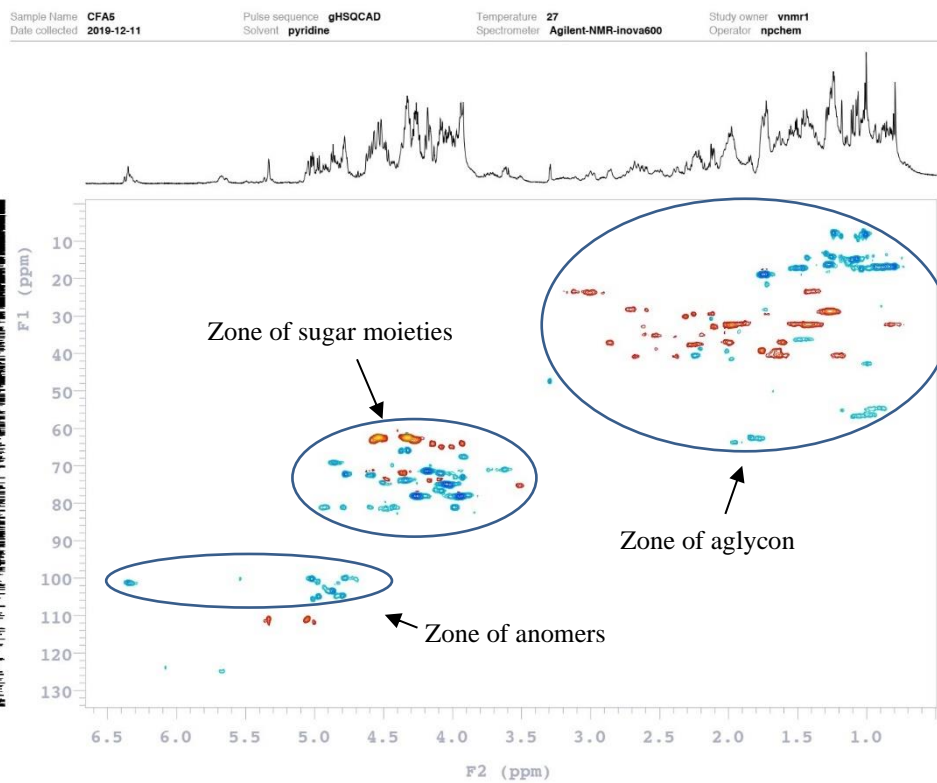 Sample Name CFA5 Pulse sequence gHSQCAD Temperature 27 Study owner vnmr1
Date collected 2019-12-11 Solvent pyridine Spectrometer Agilent-NMR-inova600 Operator npchem
F1 (ppm)
10
20
30
40
50
60
70
80
90
100
110
120
130
Zone of sugar moieties
Zone of aglycon
Zone of anomers
6.5 6.0 5.5 5.0 4.5 4.0 3.5 3.0 2.5 2.0 1.5 1.0
F2 (ppm)